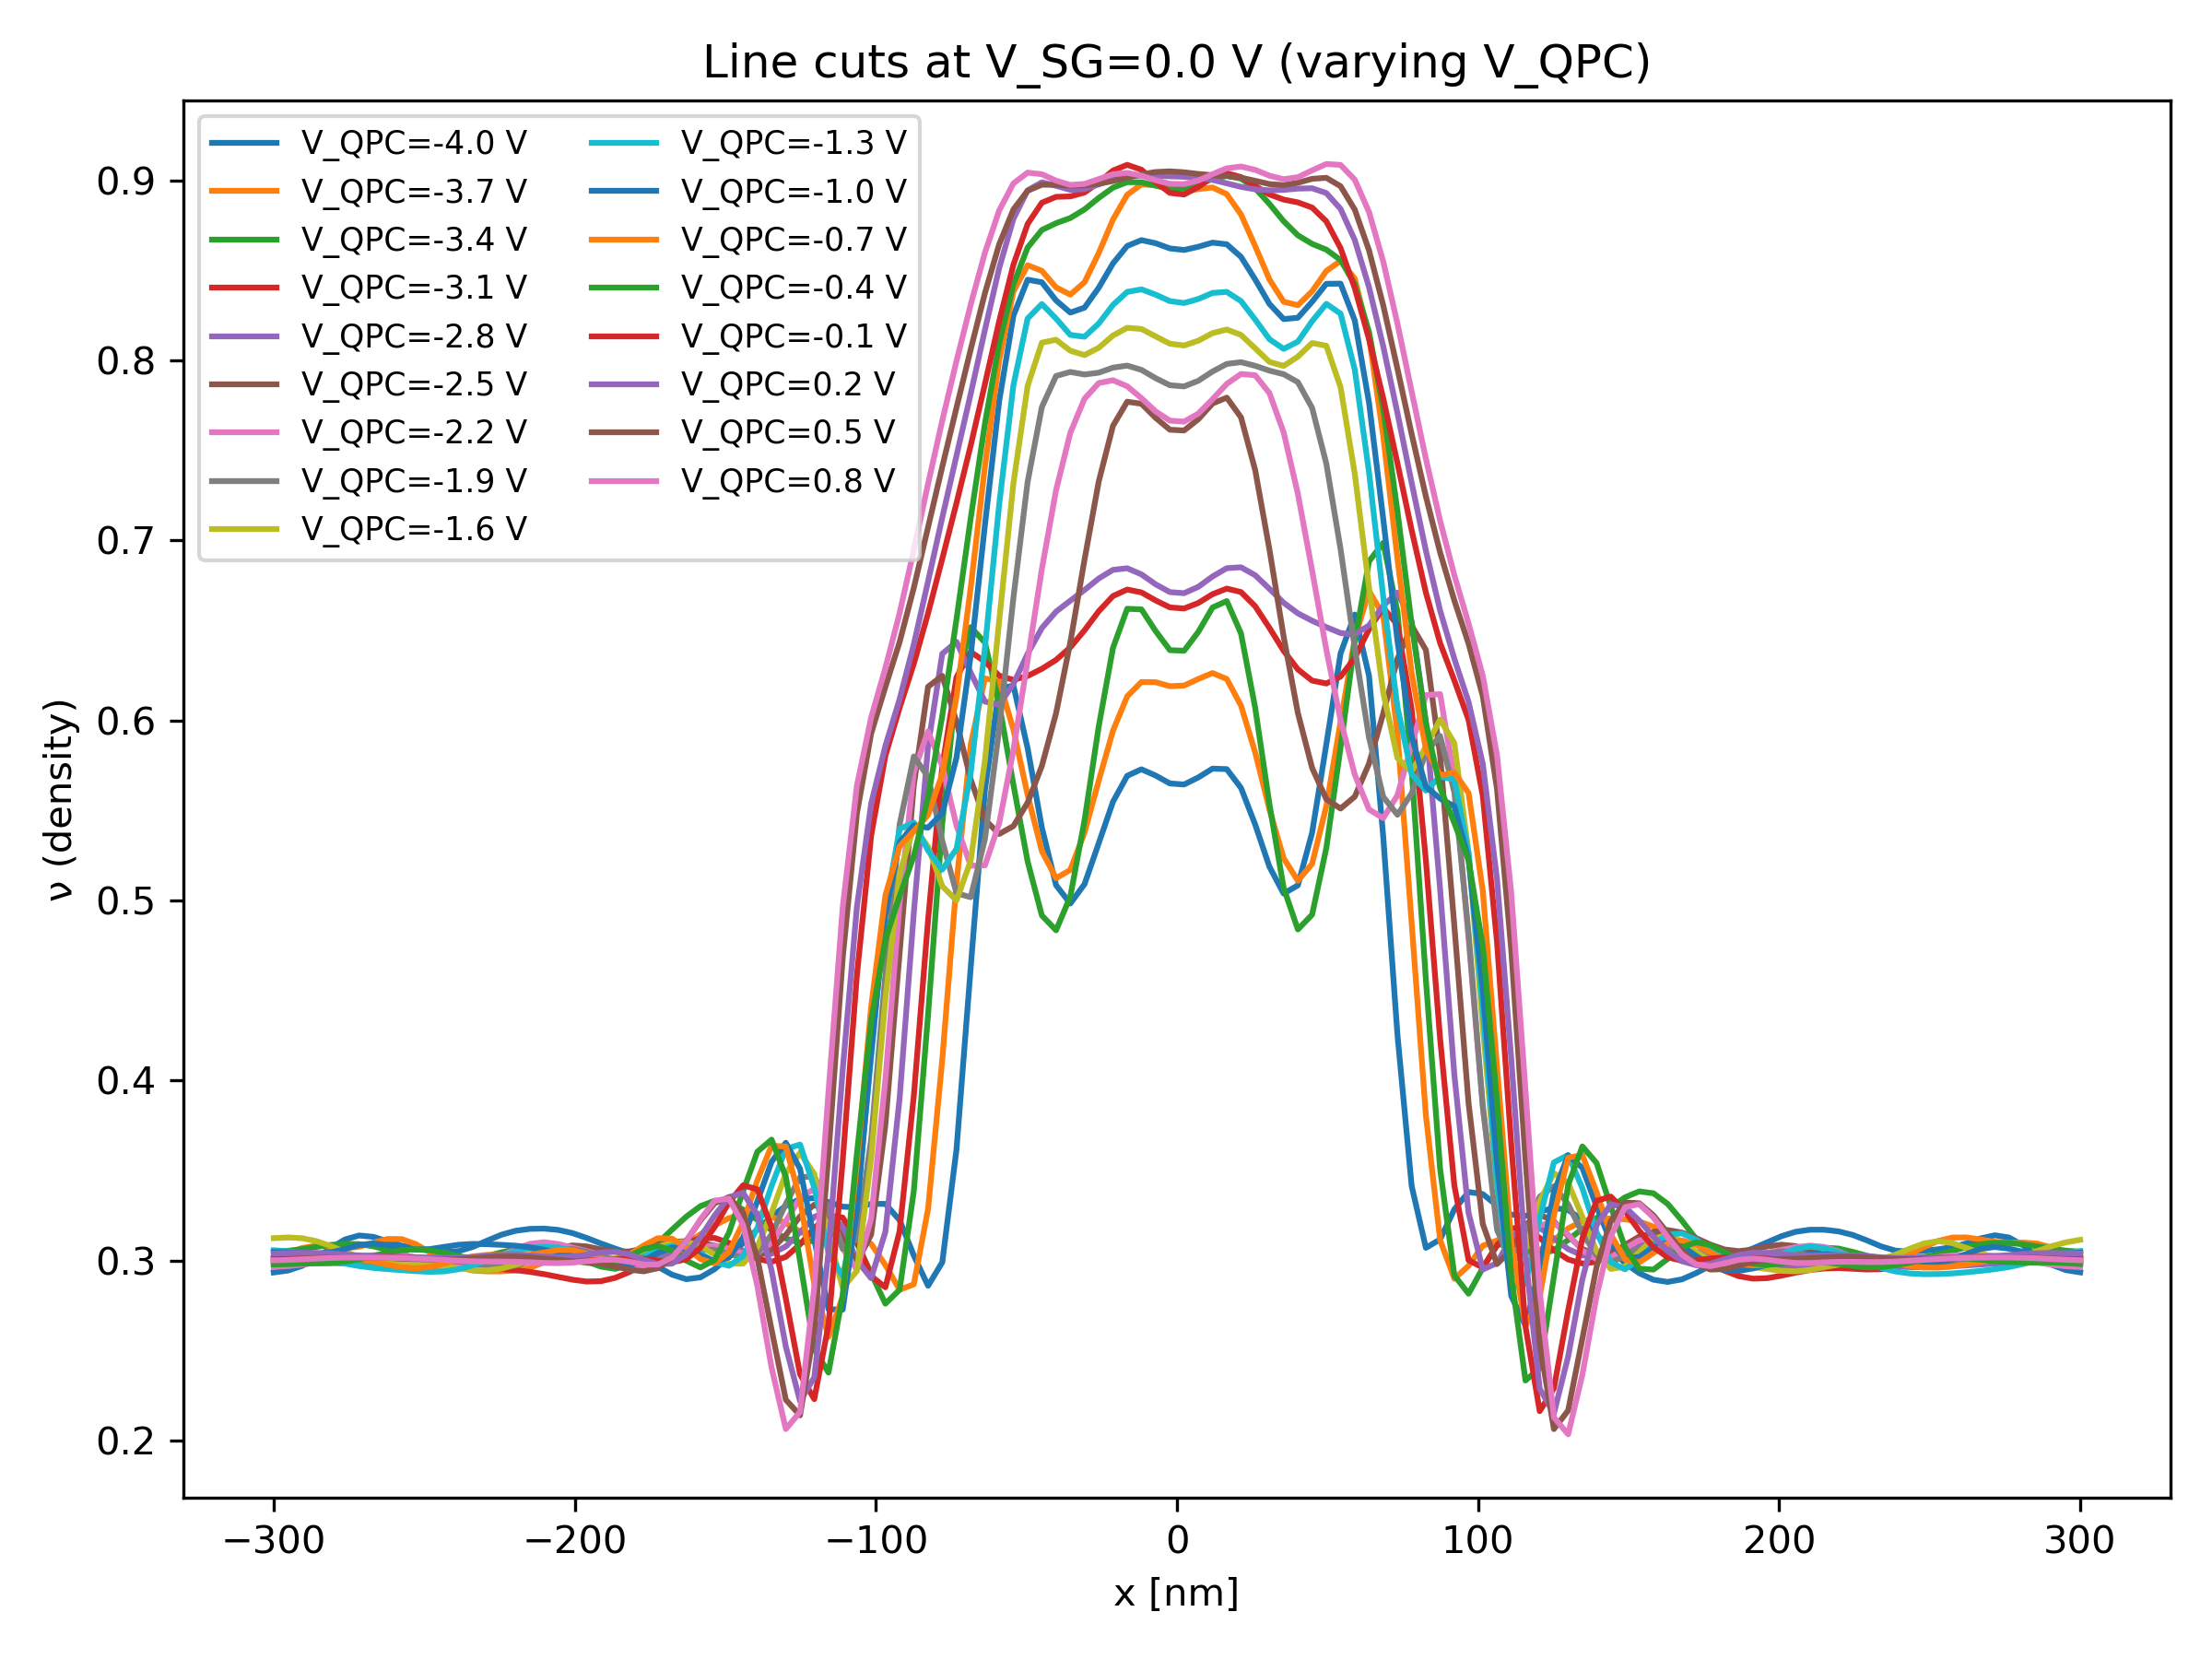 Line cuts at V_SG=0.0 V (varying V_QPC)
V_QPC=-4.0 V
V_QPC=-3.7 V
V_QPC=-3.4 V
V_QPC=-3.1 V
V_QPC=-2.8 V
V_QPC=-2.5 V
V_QPC=-2.2 V
V_QPC=-1.9 V
V_QPC=-1.6 V
V_QPC=-1.3 V
V_QPC=-1.0 V
V_QPC=-0.7 V
V_QPC=-0.4 V
V_QPC=-0.1 V
V_QPC=0.2 V
V_QPC=0.5 V
V_QPC=0.8 V
ν (density)
0.9
0.8
0.7
0.6
0.5
0.4
0.3
0.2
−300 −200 −100 0 100 200 300
x [nm]